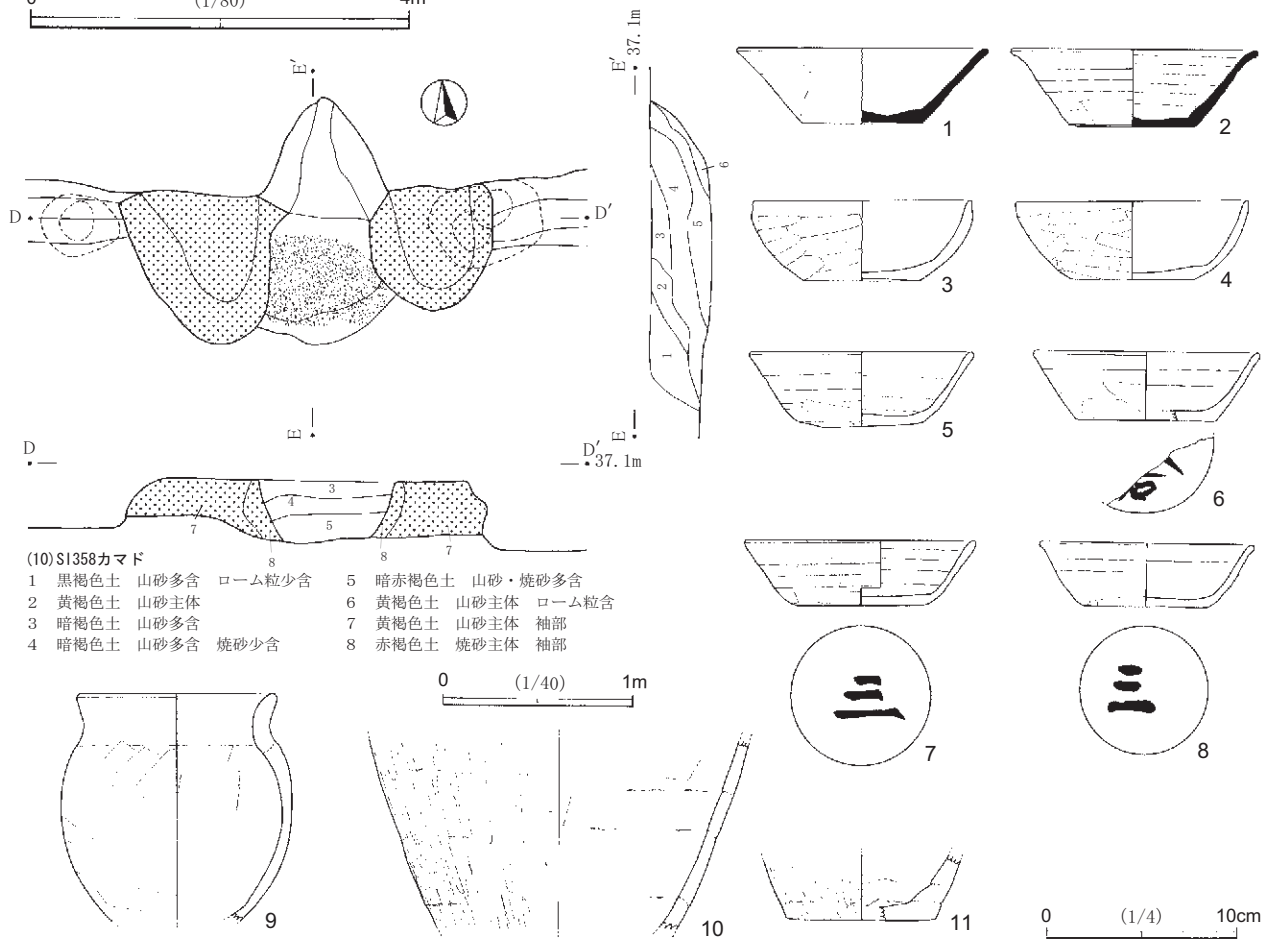 0 (1/80) 4m
E'
E' 37.1m
D D'
E
E
D D'
37.1m
3
4
5
7 8 8 7
6
4
5
3
2
1
(10)SI358カマド
1 黒褐色土 山砂多含 ローム粒少含
2 黄褐色土 山砂主体
3 暗褐色土 山砂多含
4 暗褐色土 山砂多含 焼砂少含
5 暗赤褐色土 山砂・焼砂多含
6 黄褐色土 山砂主体 ローム粒含
7 黄褐色土 山砂主体 袖部
8 赤褐色土 焼砂主体 袖部
0 (1/40) 1m
1
2
3
4
5
6
三
7
三
8
9
10
11
0 (1/4) 10cm